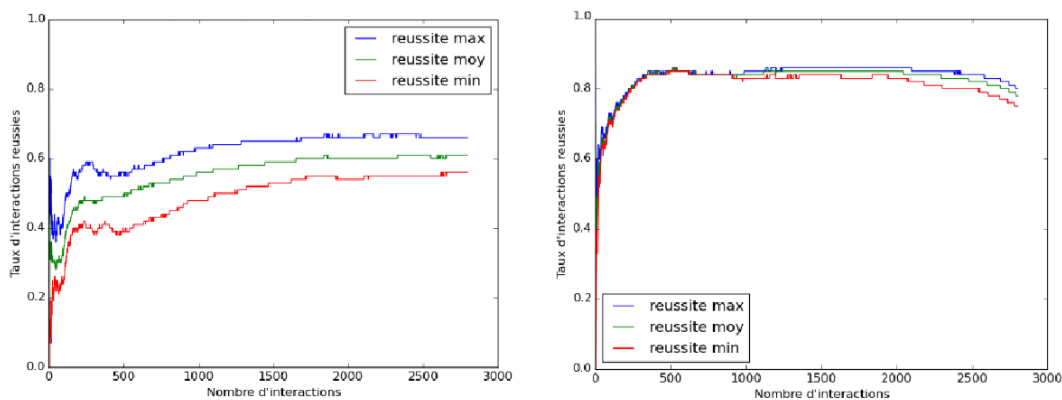 1.0
0.8
0.6
0.4
0.2
0.0
Taux d'interactions reussies
reussite max
reussite moy
reussite min
0 500 1000 1500 2000 2500 3000
Nombre d'interactions
1.0
0.8
0.6
0.4
0.2
0.0
Taux d'interactions reussies
reussite max
reussite moy
reussite min
0 500 1000 1500 2000 2500 3000
Nombre d'interactions